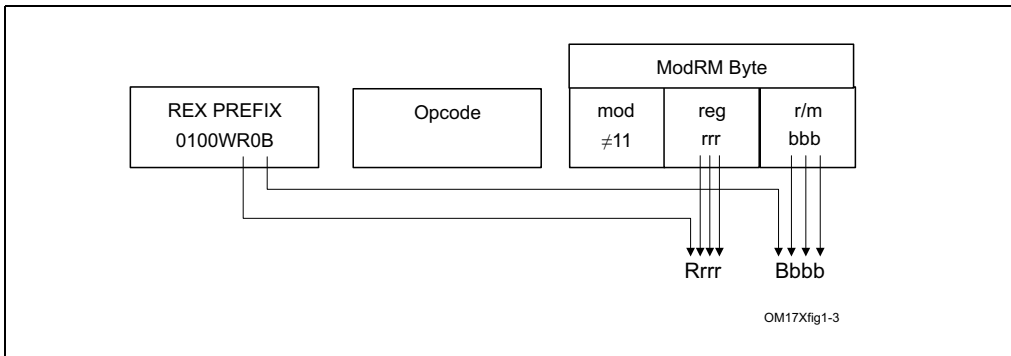 ModRM Byte
REX PREFIX
0100WR0B
Opcode
mod
≠11
reg
rrr
r/m
bbb
Rrrr
Bbbb
OM17Xfig1-3